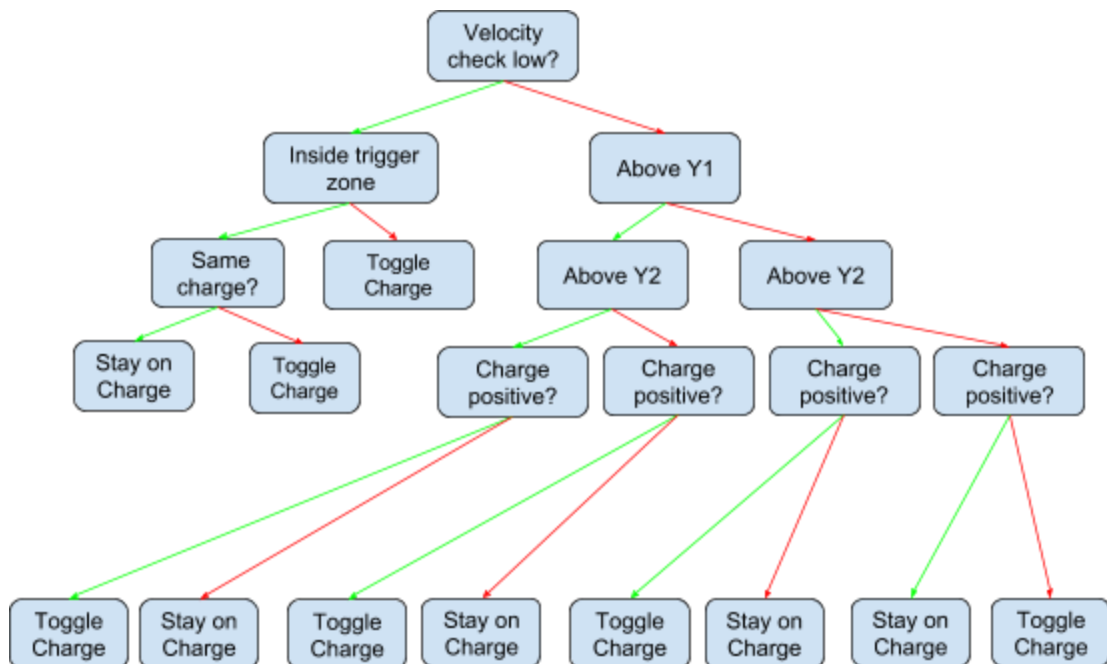 Velocity
check low?
Inside trigger
zone
Above Y1
Same
charge?
Toggle
Charge
Above Y2
Above Y2
Stay on
Charge
Toggle
Charge
Charge
positive?
Charge
positive?
Charge
positive?
Charge
positive?
Toggle
Charge
Stay on
Charge
Toggle
Charge
Stay on
Charge
Toggle
Charge
Stay on
Charge
Stay on
Charge
Toggle
Charge